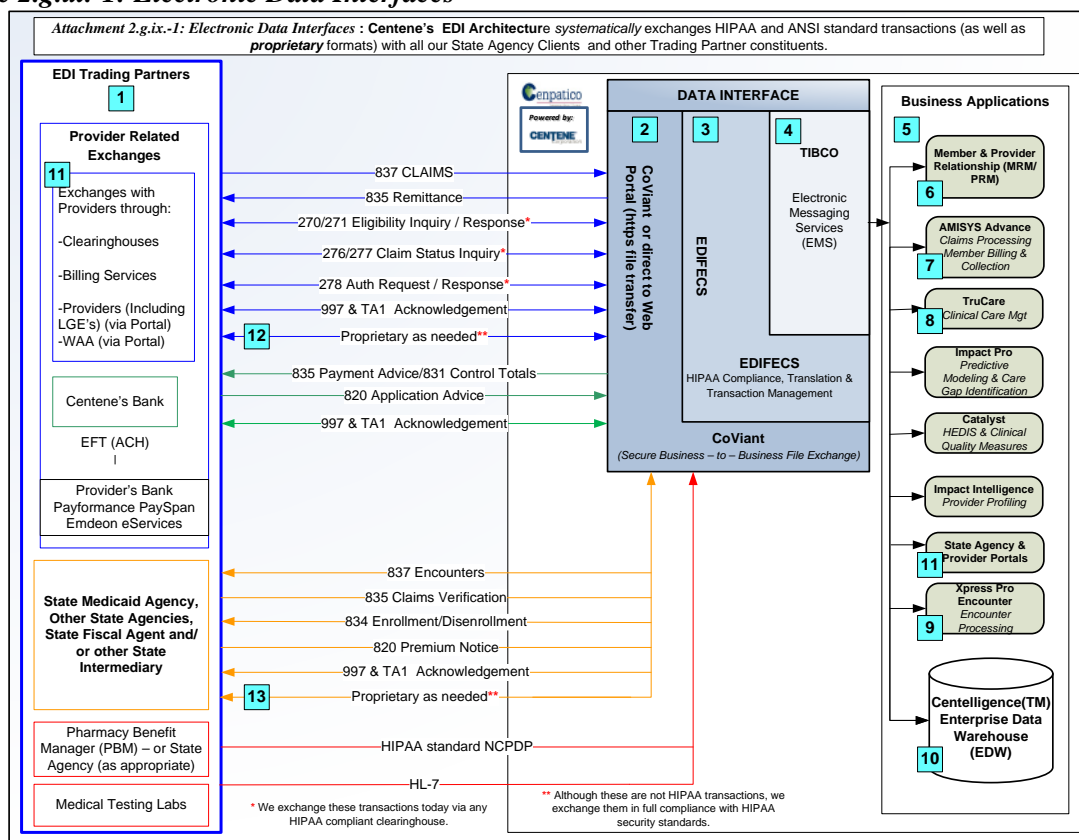 Attachment 2.g.ix.-1: Electronic Data Interfaces : Centene's EDI Architecture systematically exchanges HIPAA and ANSI standard transactions (as well as
proprietary formats) with all our State Agency Clients and other Trading Partner constituents.
EDI Trading Partners
1
Provider Related
Exchanges
11
Exchanges with
Providers through:
-Clearinghouses
-Billing Services
-Providers (Including
LGE's) (via Portal)
-WAA (via Portal)
Centene's Bank
EFT (ACH)
Provider's Bank
Payformance PaySpan
Emdeon eServices
State Medicaid Agency,
Other State Agencies,
State Fiscal Agent and/
or other State
Intermediary
Pharmacy Benefit
Manager (PBM) – or State
Agency (as appropriate)
Medical Testing Labs
837 CLAIMS
835 Remittance
270/271 Eligibility Inquiry / Response*
276/277 Claim Status Inquiry*
278 Auth Request / Response*
997 & TA1 Acknowledgement
12
Proprietary as needed**
835 Payment Advice/831 Control Totals
820 Application Advice
997 & TA1 Acknowledgement
837 Encounters
835 Claims Verification
834 Enrollment/Disenrollment
820 Premium Notice
997 & TA1 Acknowledgement
13
Proprietary as needed**
HIPAA standard NCPDP
HL-7
* We exchange these transactions today via any
HIPAA compliant clearinghouse.
** Although these are not HIPAA transactions, we
exchange them in full compliance with HIPAA
security standards.
Cenpatico
Powered by:
CENTENE
DATA INTERFACE
2
CoViant or direct to Web
Portal (https file transfer)
3
EDIFECS
4
TIBCO
Electronic
Messaging
Services
(EMS)
EDIFECS
HIPAA Compliance, Translation &
Transaction Management
CoViant
(Secure Business – to – Business File Exchange)
Business Applications
5
Member & Provider
Relationship (MRM/
PRM)
6
AMISYS Advance
Claims Processing
Member Billing &
Collection
7
TruCare
Clinical Care Mgt
8
Impact Pro
Predictive
Modeling & Care
Gap Identification
Catalyst
HEDIS & Clinical
Quality Measures
Impact Intelligence
Provider Profiling
State Agency &
Provider Portals
11
Xpress Pro
Encounter
Encounter
Processing
9
Centelligence(TM)
Enterprise Data
Warehouse
(EDW)
10